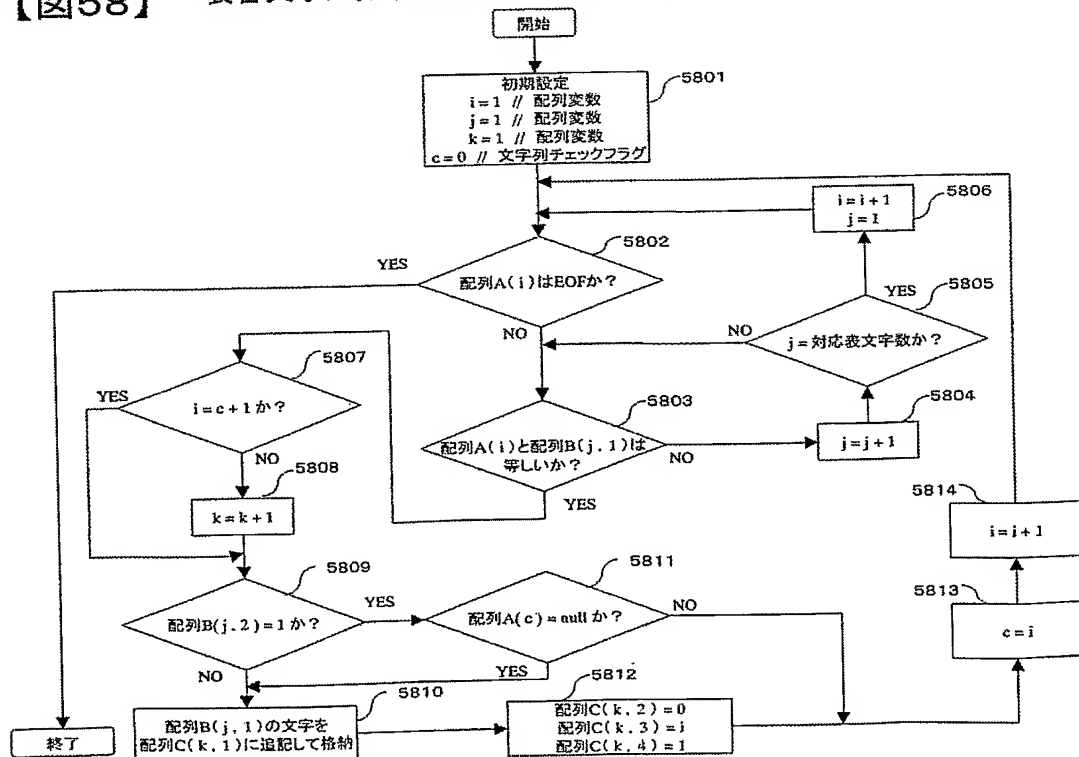 【図58】
開始
5801
初期設定
i=1 // 配列変数
j=1 // 配列変数
k=1 // 配列変数
c=0 // 文字列チェックフラグ
i=i+1
j=1
5806
5802
YES
配列A(i)はEOFか？
NO
5805
YES
NO
j=対応表文字数か？
5807
YES
i=c+1か？
NO
5803
配列A(i)と配列B(j,1)は
等しいか？
NO
YES
5804
j=j+1
5808
k=k+1
5814
i=j+1
5809
配列B(j,2)=1か？
YES
NO
5811
配列A(c)=nullか？
NO
YES
5813
c=i
5810
配列B(j,1)の文字を
配列C(k,1)に追記して格納
5812
配列C(k,2)=0
配列C(k,3)=i
配列C(k,4)=1
終了